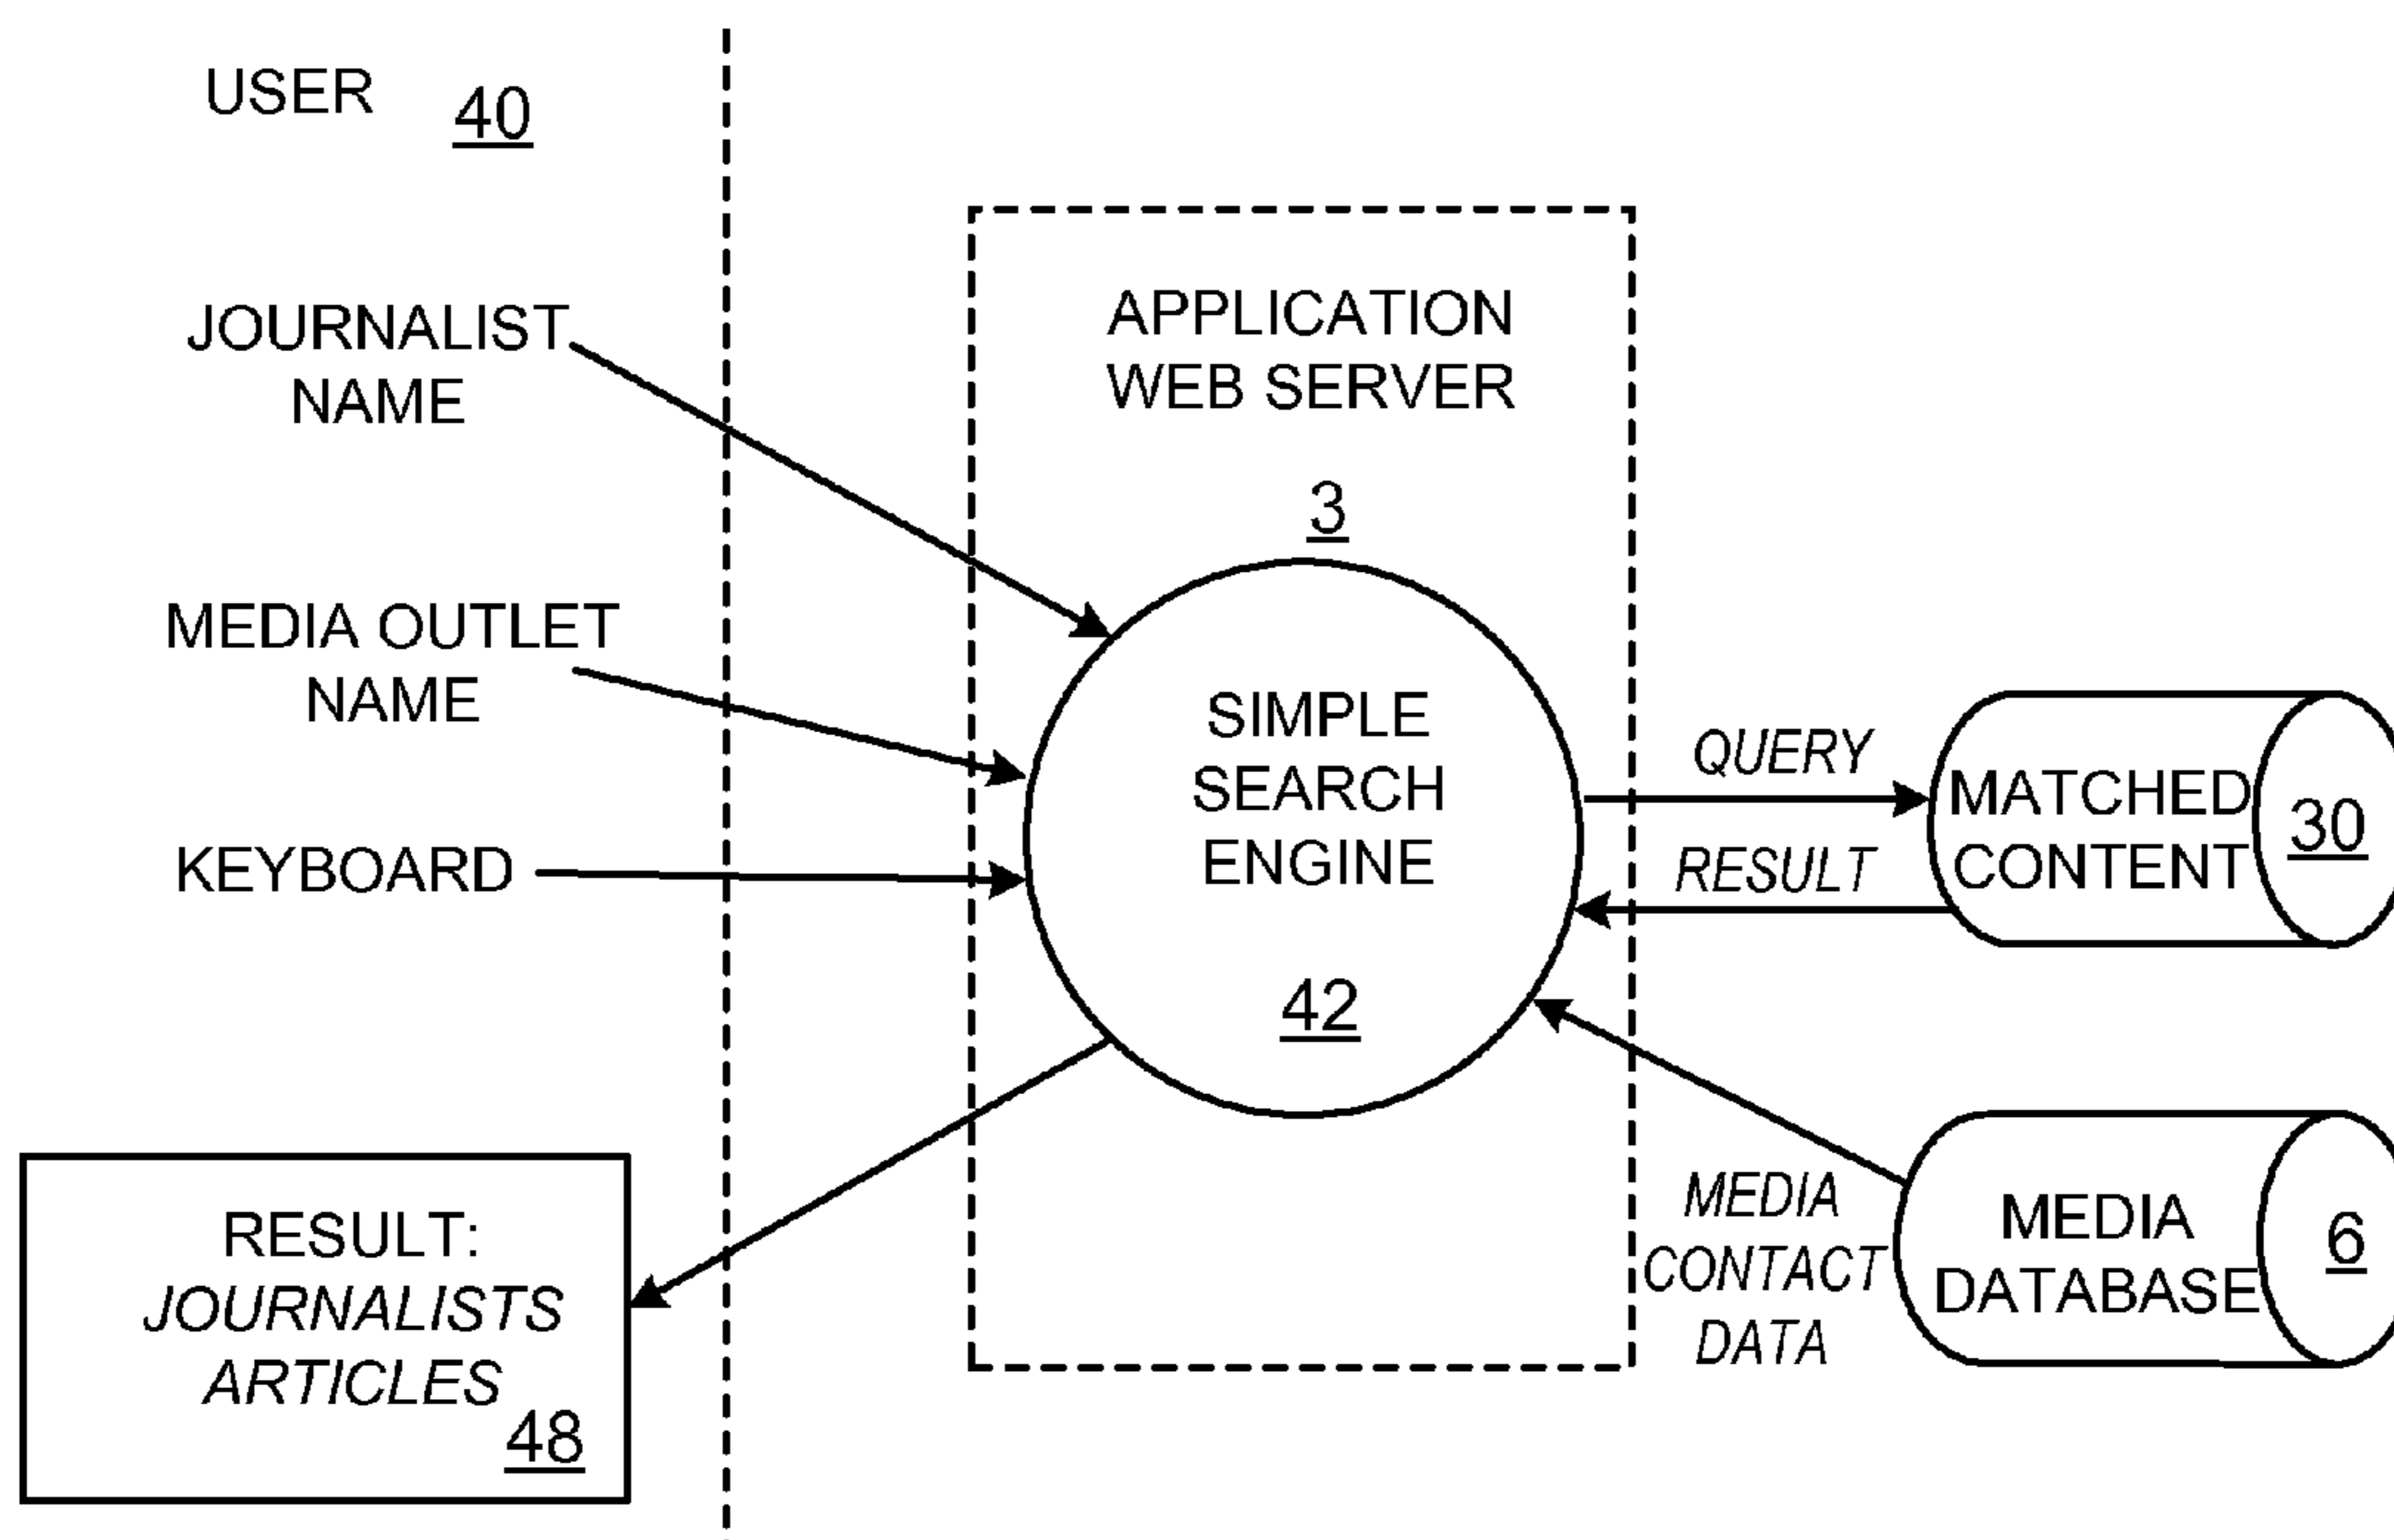 USER 40
JOURNALIST
NAME
MEDIA OUTLET
NAME
KEYBOARD
RESULT:
JOURNALISTS
ARTICLES
48
APPLICATION
WEB SERVER
3
SIMPLE
SEARCH
ENGINE
42
QUERY
RESULT
MATCHED
CONTENT
30
MEDIA
CONTACT
DATA
MEDIA
DATABASE
6